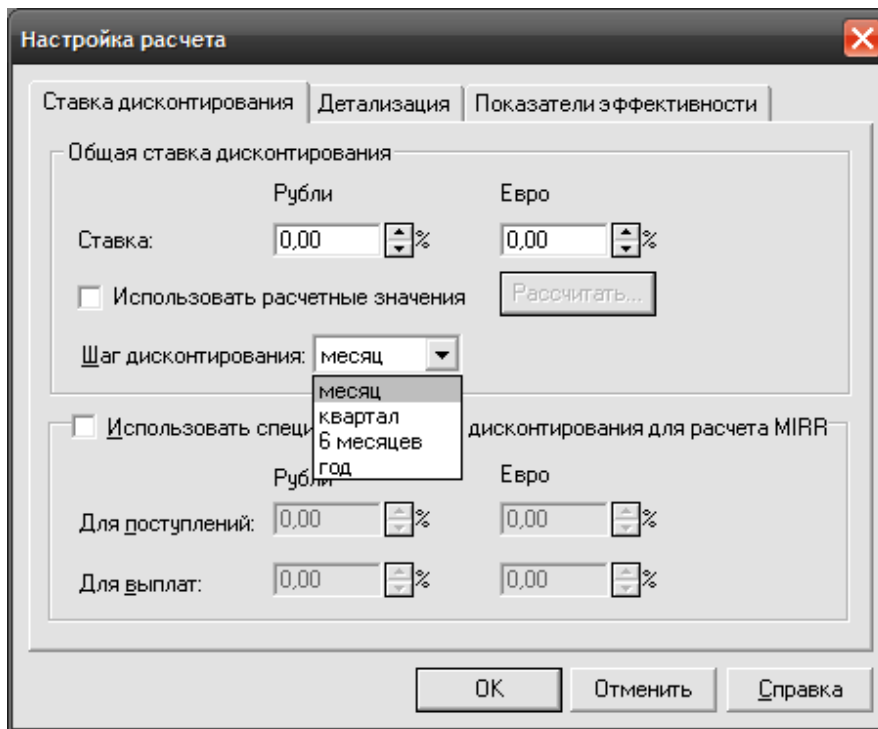 Настройка расчета
Ставка дисконтирования Детализация Показатели эффективности
Общая ставка дисконтирования
Рубли Евро
Ставка: 0,00 % 0,00 %
Использовать расчетные значения Рассчитать...
Шаг дисконтирования: месяц
месяц
квартал
6 месяцев
год
Использовать специ дисконтирования для расчета MIRR
Рубли Евро
Для поступлений: 0,00 % 0,00 %
Для выплат: 0,00 % 0,00 %
OK Отменить Справка